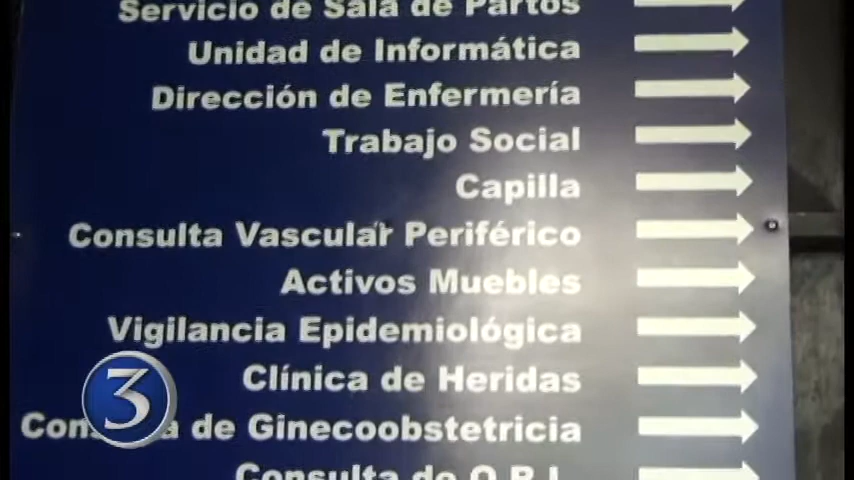 Servicio de Sala de Partos
Unidad de Informática
Dirección de Enfermería
Trabajo Social
Capilla
Consulta Vascular Periférico
Activos Muebles
Vigilancia Epidemiológica
Clínica de Heridas
3
de Ginecoobstetricia
Consulta de O.R.L.